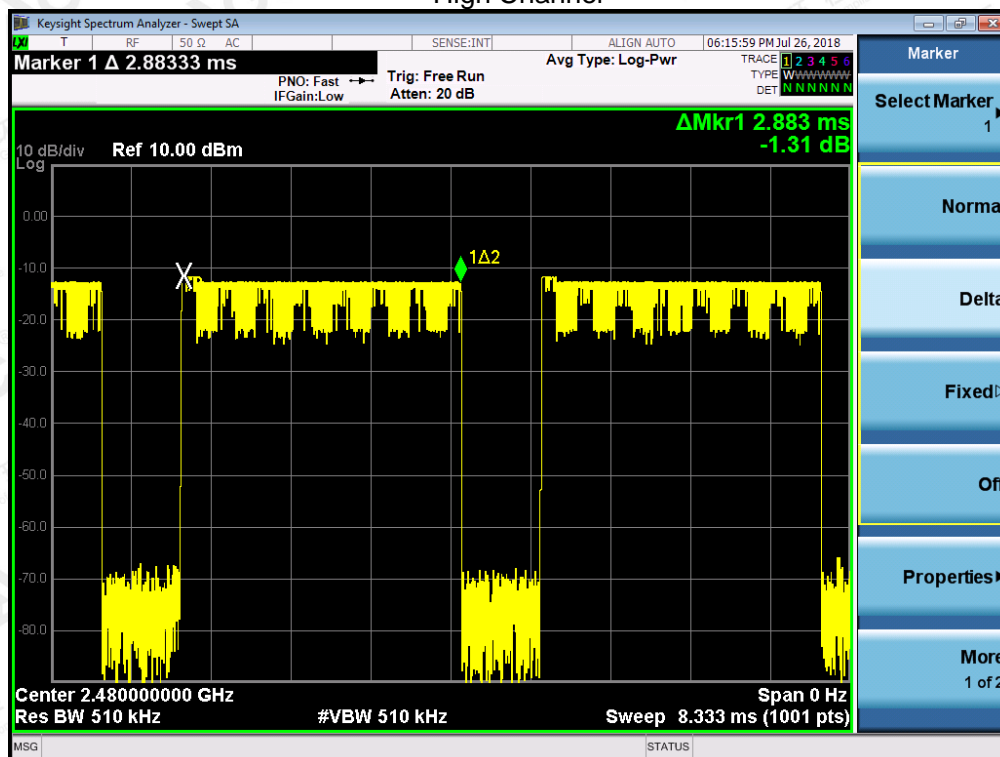 High Channel
Keysight Spectrum Analyzer - Swept SA
LXI T RF 50 Ω AC SENSE:INT ALIGN AUTO 06:15:59 PM Jul 26, 2018
Marker 1 Δ 2.88333 ms
PNO: Fast
IFGain:Low
Trig: Free Run
Atten: 20 dB
Avg Type: Log-Pwr
TRACE 1 2 3 4 5 6
TYPE W W W W W W
DET N N N N N N
ΔMkr1 2.883 ms
-1.31 dB
10 dB/div Ref 10.00 dBm
Log
0.00
-10.0
-20.0
-30.0
-40.0
-50.0
-60.0
-70.0
-80.0
X
1Δ2
Center 2.480000000 GHz Span 0 Hz
Res BW 510 kHz #VBW 510 kHz Sweep 8.333 ms (1001 pts)
MSG STATUS
Marker
Select Marker
1
Norma
Delta
Fixed
Off
Properties
More
1 of 2